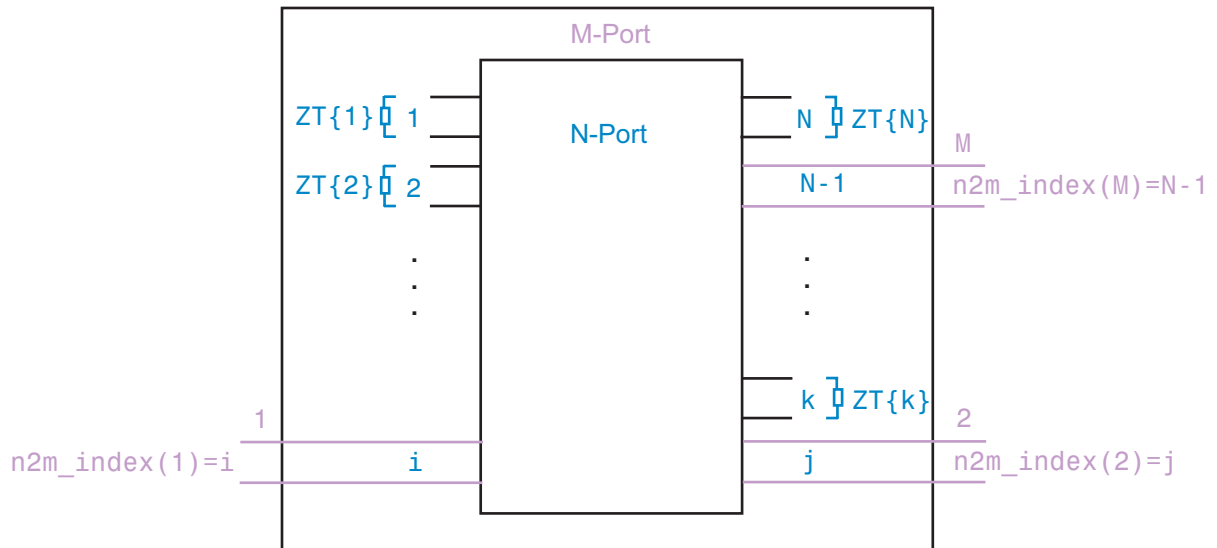 M-Port
N-Port
ZT{1} 1
N ZT{N}
M
ZT{2} 2
N-1 n2m_index(M)=N-1
k ZT{k}
1
2
n2m_index(1)=i i
j n2m_index(2)=j